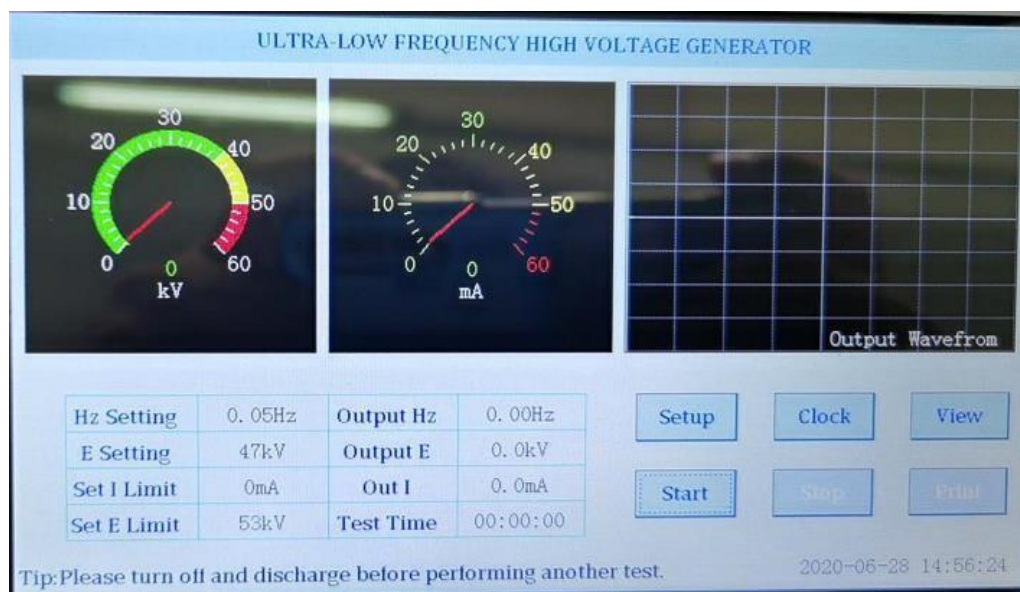 ULTRA-LOW FREQUENCY HIGH VOLTAGE GENERATOR
0 10 20 30 40 50 60
0
kV
0 10 20 30 40 50 60
0
mA
Output Wavefrom
Hz Setting 0.05Hz Output Hz 0.00Hz
E Setting 47kV Output E 0.0kV
Set I Limit 0mA Out I 0.0mA
Set E Limit 53kV Test Time 00:00:00
Setup Clock View
Start Stop Print
Tip:Please turn off and discharge before performing another test.
2020-06-28 14:56:24